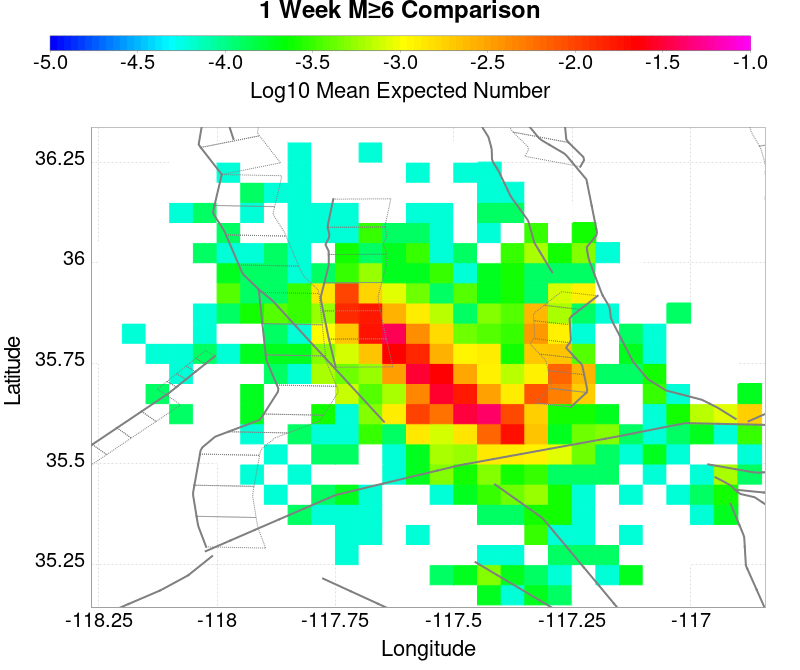 1 Week M≥6 Comparison
-5.0 -4.5 -4.0 -3.5 -3.0 -2.5 -2.0 -1.5 -1.0
Log10 Mean Expected Number
36.25
36
35.75
35.5
35.25
Latitude
-118.25 -118 -117.75 -117.5 -117.25 -117
Longitude